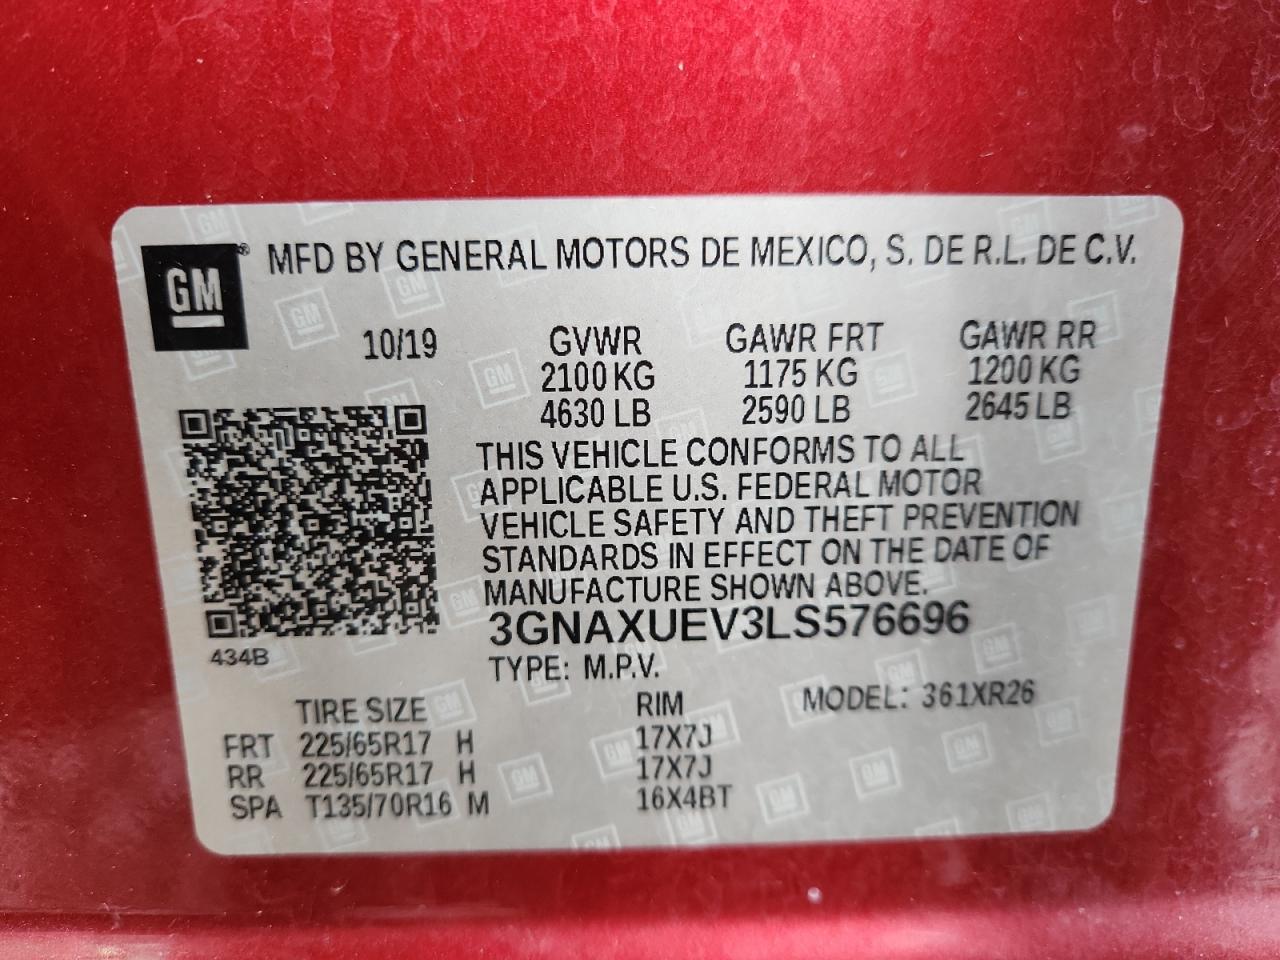 GM ® MFD BY GENERAL MOTORS DE MEXICO, S. DE R.L. DE C.V.
10/19 GVWR GAWR FRT GAWR RR
2100 KG 1175 KG 1200 KG
4630 LB 2590 LB 2645 LB
THIS VEHICLE CONFORMS TO ALL
APPLICABLE U.S. FEDERAL MOTOR
VEHICLE SAFETY AND THEFT PREVENTION
STANDARDS IN EFFECT ON THE DATE OF
MANUFACTURE SHOWN ABOVE.
3GNAXUEV3LS576696
434B
TYPE: M.P.V.
TIRE SIZE RIM MODEL: 361XR26
FRT 225/65R17 H 17X7J
RR 225/65R17 H 17X7J
SPA T135/70R16 M 16X4BT